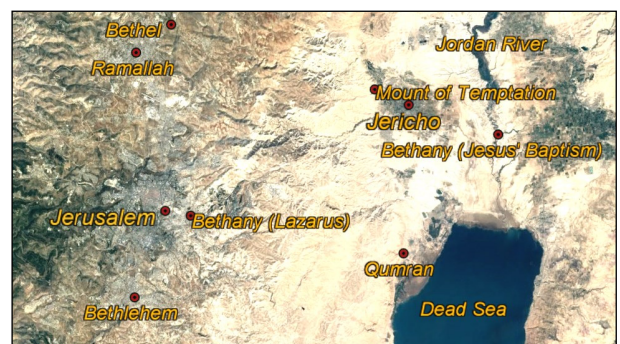 Bethel
Jordan River
Ramallah
Mount of Temptation
Jericho
Bethany (Jesus' Baptism)
Jerusalem
Bethany (Lazarus)
Qumran
Bethlehem
Dead Sea